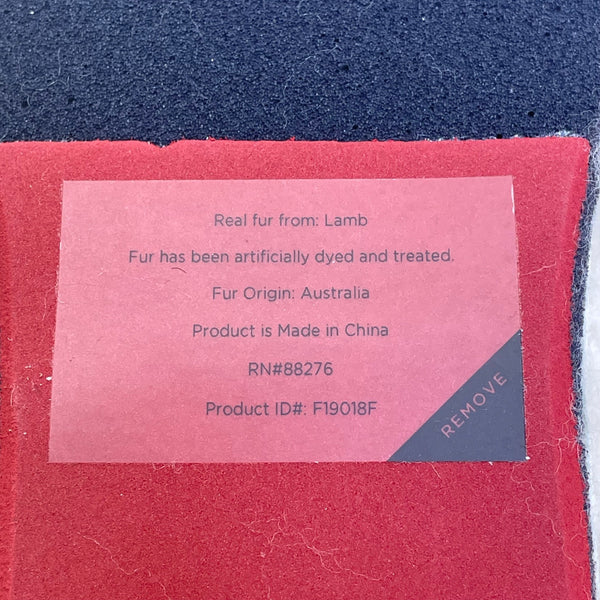 Real fur from: Lamb
Fur has been artificially dyed and treated.
Fur Origin: Australia
Product is Made in China
RN#88276
Product ID#: F19018F
REMOVE